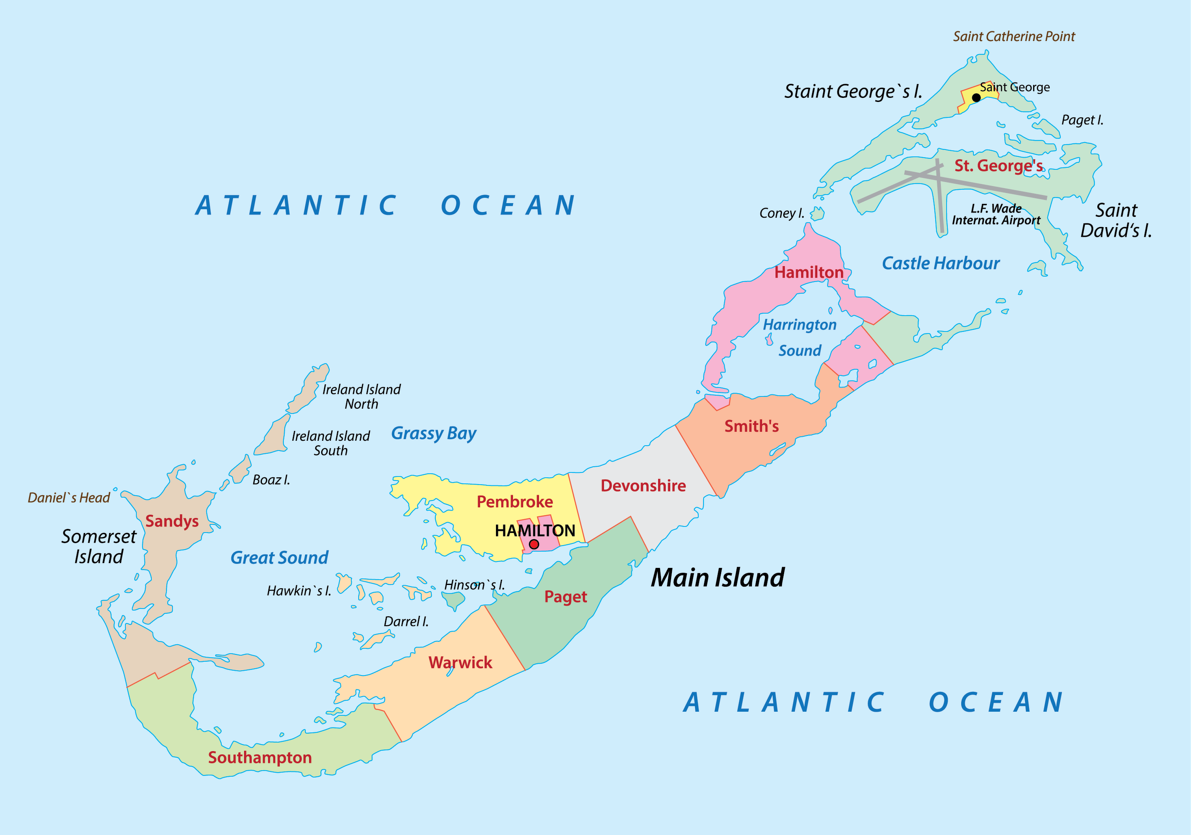 Saint Catherine Point
Staint George`s I.
Saint George
Paget I.
St. George's
ATLANTIC OCEAN
Coney I.
L.F. Wade
Internat. Airport
Saint
David's I.
Castle Harbour
Hamilton
Harrington
Sound
Ireland Island
North
Grassy Bay
Smith's
Ireland Island
South
Boaz I.
Devonshire
Daniel`s Head
Pembroke
Sandys
HAMILTON
Somerset
Island
Great Sound
Main Island
Hinson`s I.
Hawkin`s I.
Paget
Darrel I.
Warwick
ATLANTIC OCEAN
Southampton